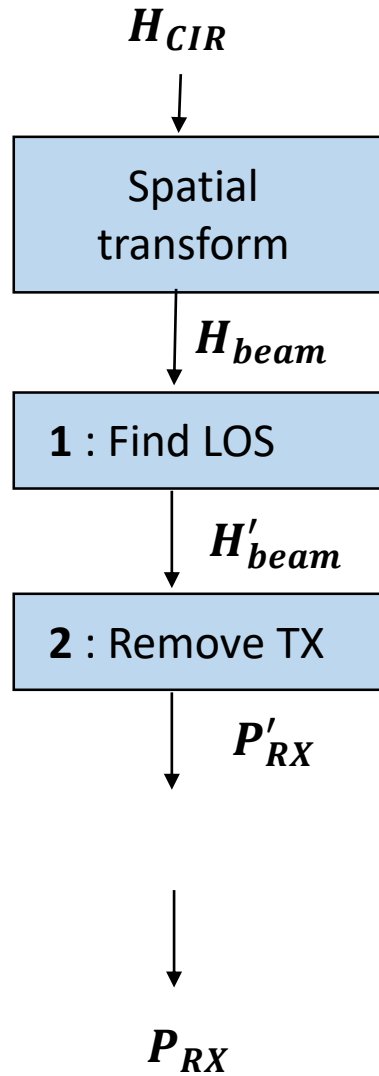 H_CIR
Spatial
transform
H_beam
1 : Find LOS
H'_beam
2 : Remove TX
P'_RX
P_RX